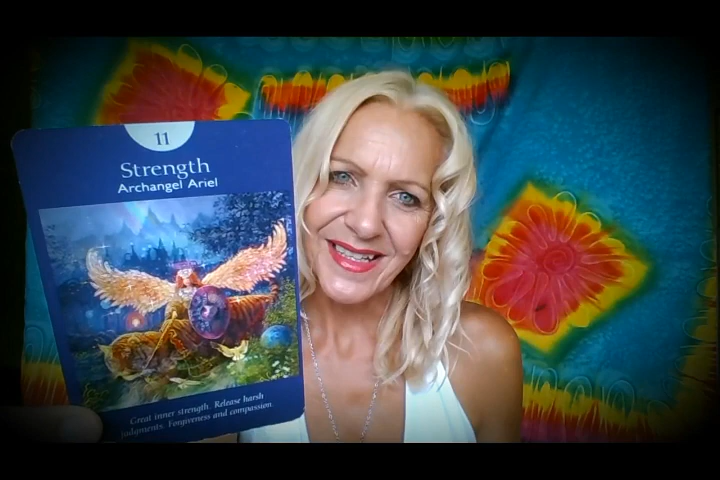 11
Strength
Archangel Ariel
Great inner strength. Release harsh
judgments. Forgiveness and compassion.